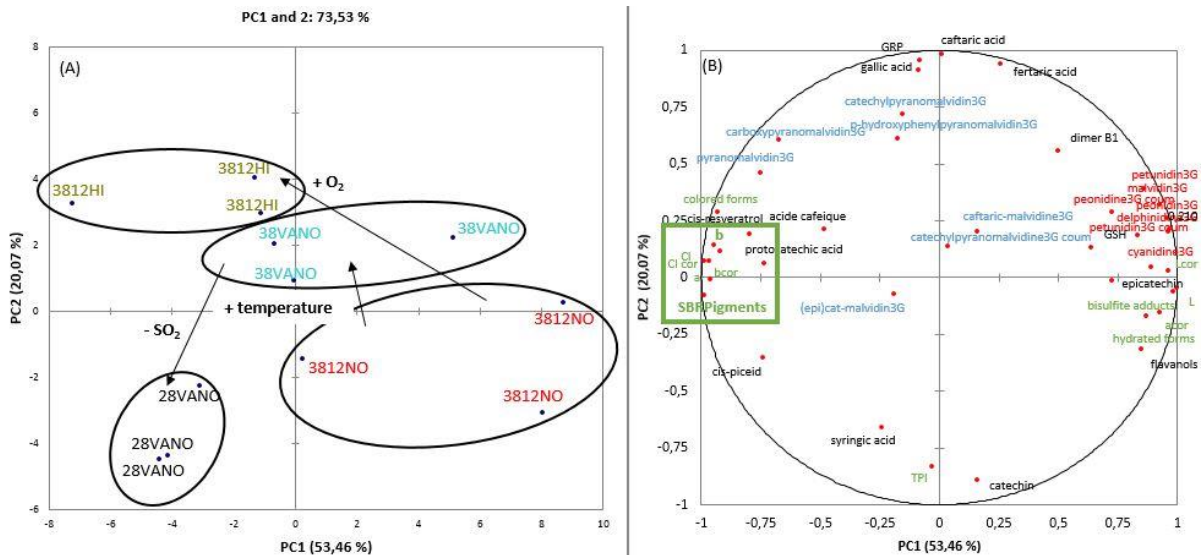 PC1 and 2: 73,53 %
(A)
PC2 (20,07 %)
8
6
4
2
0
-2
-4
-6
3812HI
3812HI
3812HI
+ O2
38VANO
38VANO
38VANO
+ temperature
- SO2
3812NO
3812NO
3812NO
28VANO
28VANO
28VANO
-8 -6 -4 -2 0 2 4 6 8 10
PC1 (53,46 %)
(B)
PC2 (20,07 %)
1
0,75
0,5
0,25
0
-0,25
-0,5
-0,75
-1
GRP
caftaric acid
gallic acid
fertaric acid
catechylpyranomalvidin3G
p-hydroxyphenylpyranomalvidin3G
carboxypyranomalvidin3G
dimer B1
pyranomalvidin3G
petunidin3G
malvidin3G
colored forms
peonidine3G coum
peonidin3G
cis-resveratrol
acide cafeique
caftaric-malvidine3G
petunidin3G coum
b
catechylpyranomalvidine3G coum
GSH
CI
protocatechic acid
cyanidine3G
CI cor
a
bcor
epicatechin
SBPPigments
(epi)cat-malvidin3G
bisulfite adducts
L
acor
hydrated forms
flavanols
cis-piceid
syringic acid
TPI
catechin
-1 -0,75 -0,5 -0,25 0 0,25 0,5 0,75 1
PC1 (53,46 %)